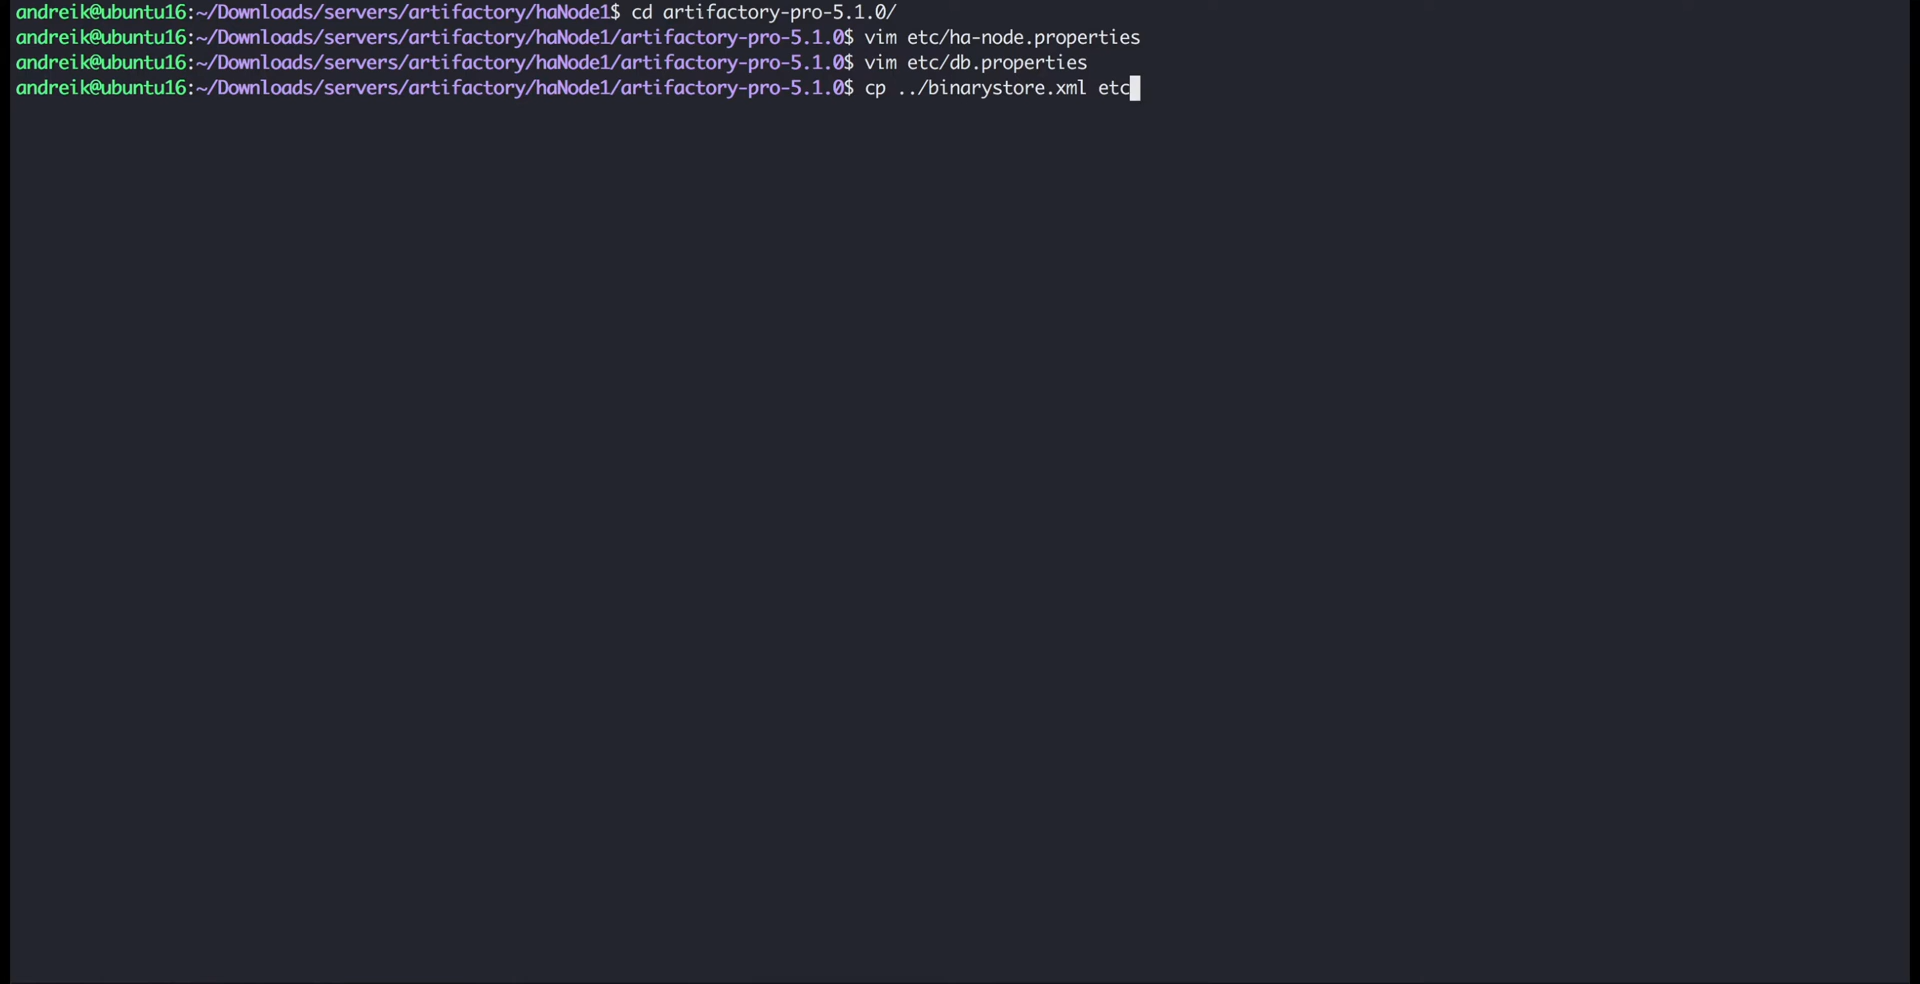 andreik@ubuntu16:~/Downloads/servers/artifactory/haNode1$ cd artifactory-pro-5.1.0/
andreik@ubuntu16:~/Downloads/servers/artifactory/haNode1/artifactory-pro-5.1.0$ vim etc/ha-node.properties
andreik@ubuntu16:~/Downloads/servers/artifactory/haNode1/artifactory-pro-5.1.0$ vim etc/db.properties
andreik@ubuntu16:~/Downloads/servers/artifactory/haNode1/artifactory-pro-5.1.0$ cp ../binarystore.xml etc